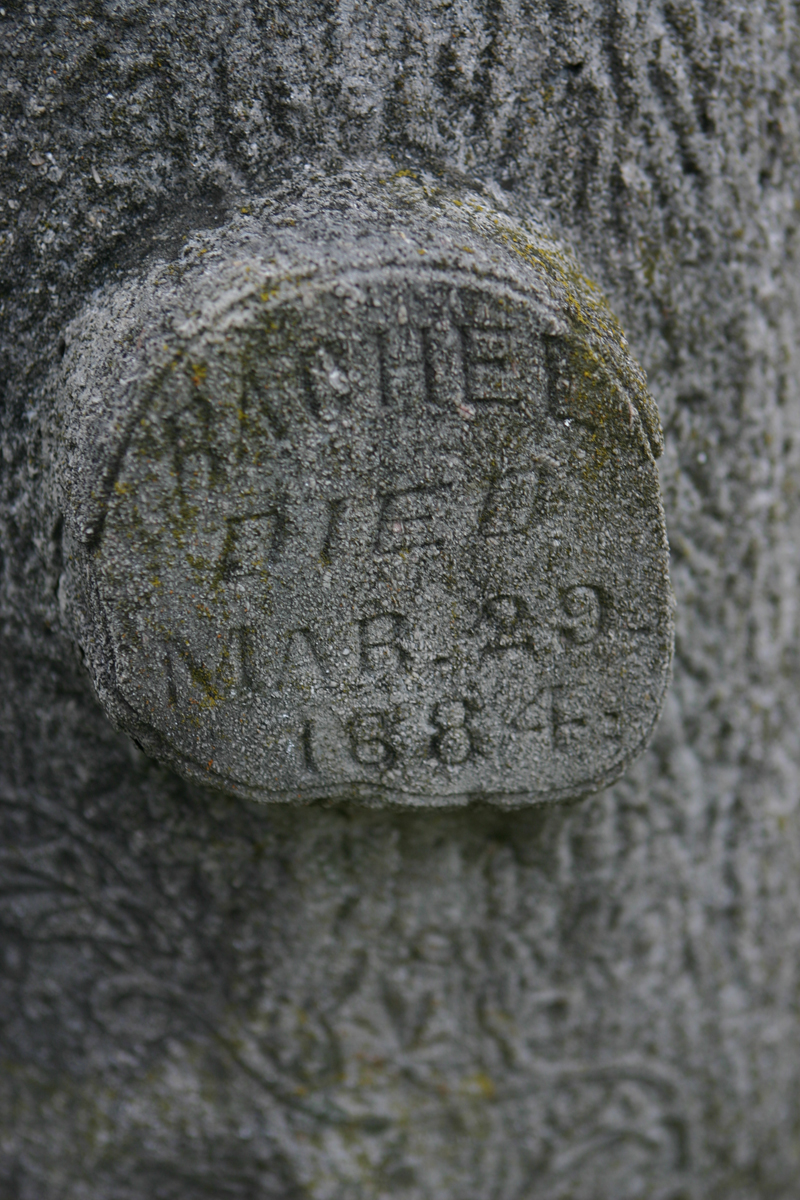 RACHEL
DIED
MAR. 29.
1884.